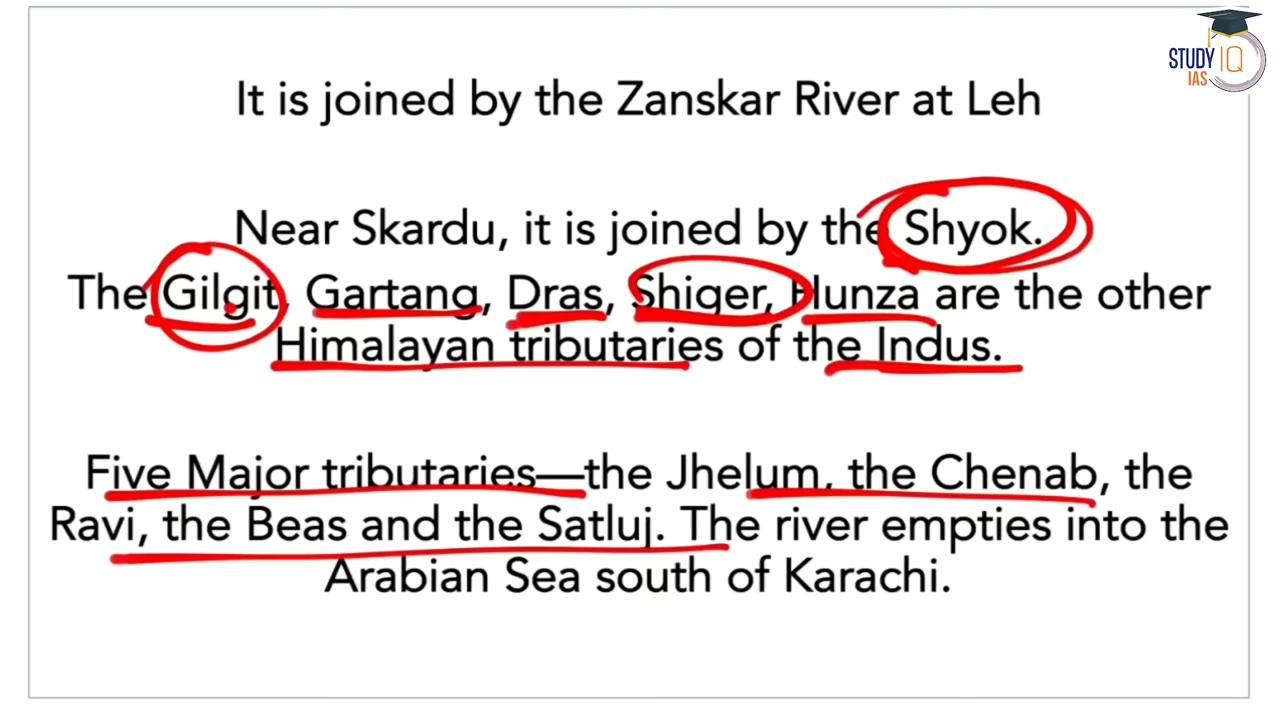 STUDY IQ
IAS
It is joined by the Zanskar River at Leh
Near Skardu, it is joined by the Shyok.
The Gilgit, Gartang, Dras, Shiger, Hunza are the other
Himalayan tributaries of the Indus.
Five Major tributaries—the Jhelum, the Chenab, the
Ravi, the Beas and the Satluj. The river empties into the
Arabian Sea south of Karachi.